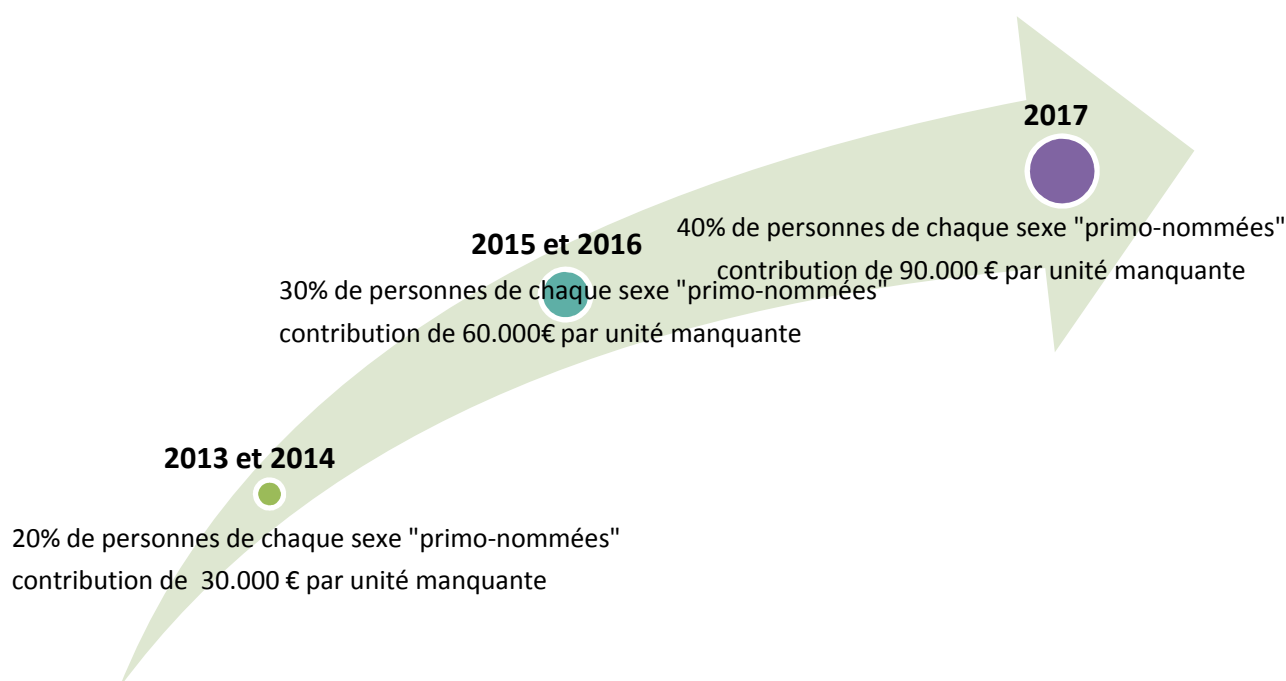 2017
40% de personnes de chaque sexe "primo-nommées"
contribution de 90.000 € par unité manquante
2015 et 2016
30% de personnes de chaque sexe "primo-nommées"
contribution de 60.000€ par unité manquante
2013 et 2014
20% de personnes de chaque sexe "primo-nommées"
contribution de  30.000 € par unité manquante